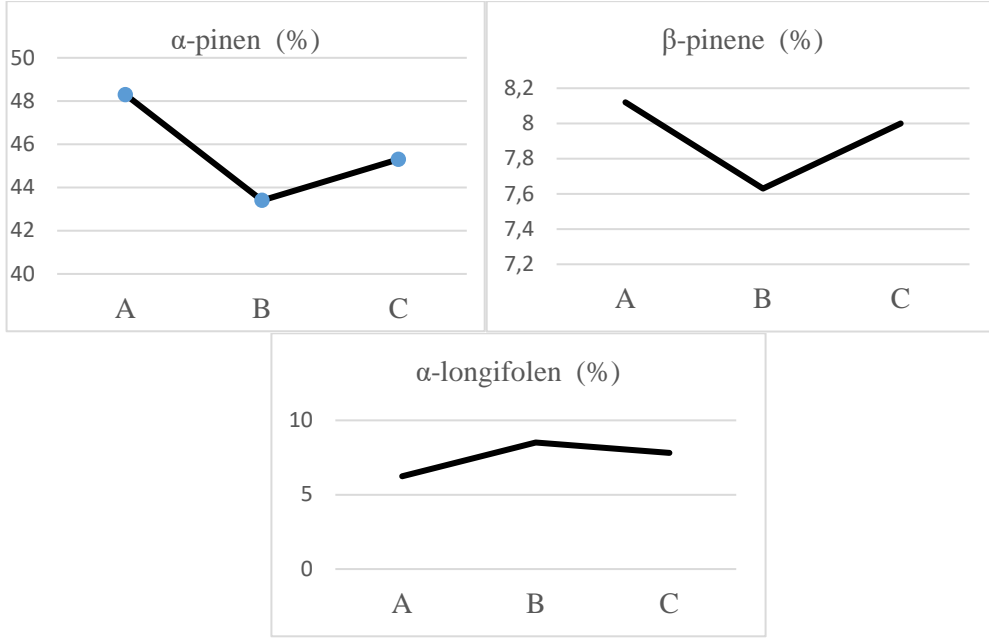 α-pinen (%)
50
48
46
44
42
40
A B C
β-pinene (%)
8,2
8
7,8
7,6
7,4
7,2
A B C
α-longifolen (%)
10
5
0
A B C